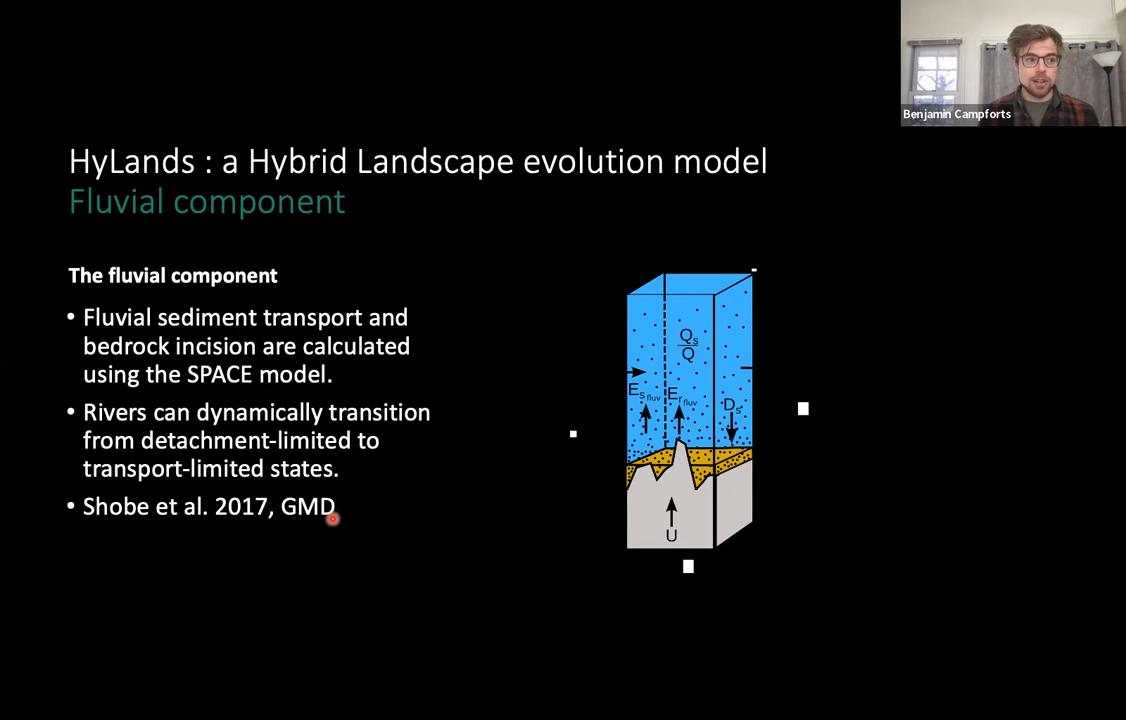 Benjamin Campforts
HyLands : a Hybrid Landscape evolution model
Fluvial component
The fluvial component
• Fluvial sediment transport and
bedrock incision are calculated
using the SPACE model.
• Rivers can dynamically transition
from detachment-limited to
transport-limited states.
• Shobe et al. 2017, GMD
Qs
Q
Es fluv
Er fluv
Ds
U